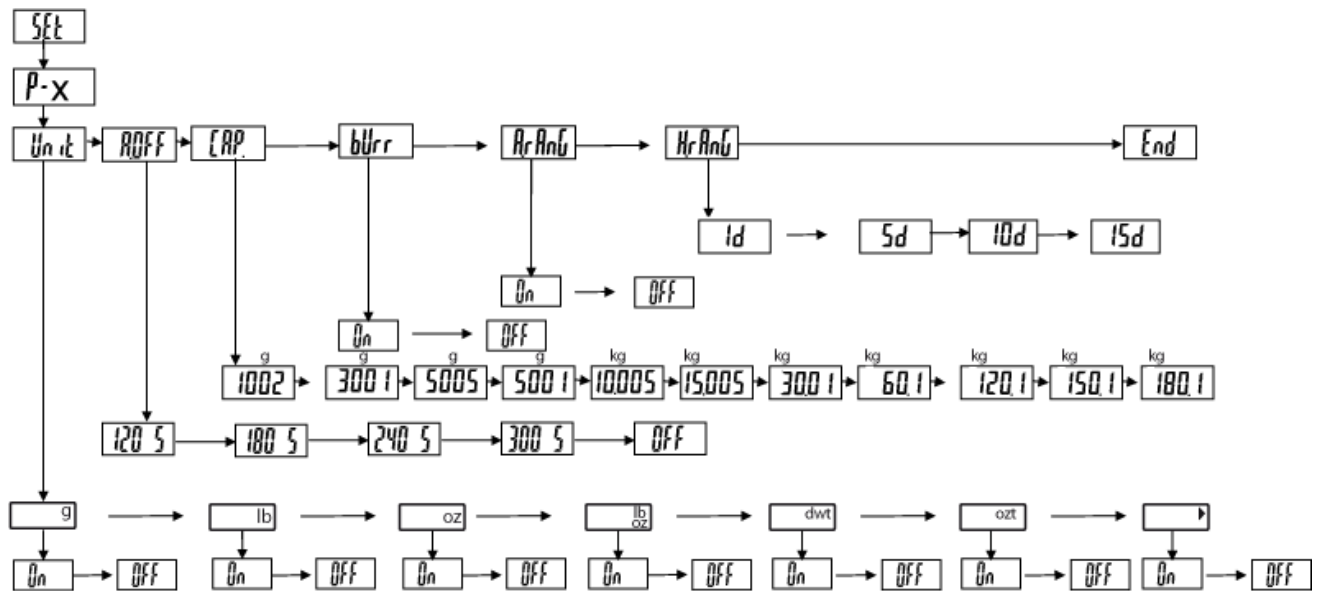 SEt
P-x
Unit A.OFF CAP. bUrr A.rAnG H.rAnG End
1d 5d 10d 15d
On OFF
On OFF
g g g g kg kg kg kg kg kg kg
1002 3001 5005 5001 10.005 15.005 30.01 60.1 120.1 150.1 180.1
120 S 180 S 240 S 300 S OFF
g lb oz lb oz dwt ozt
On OFF On OFF On OFF On OFF On OFF On OFF On OFF